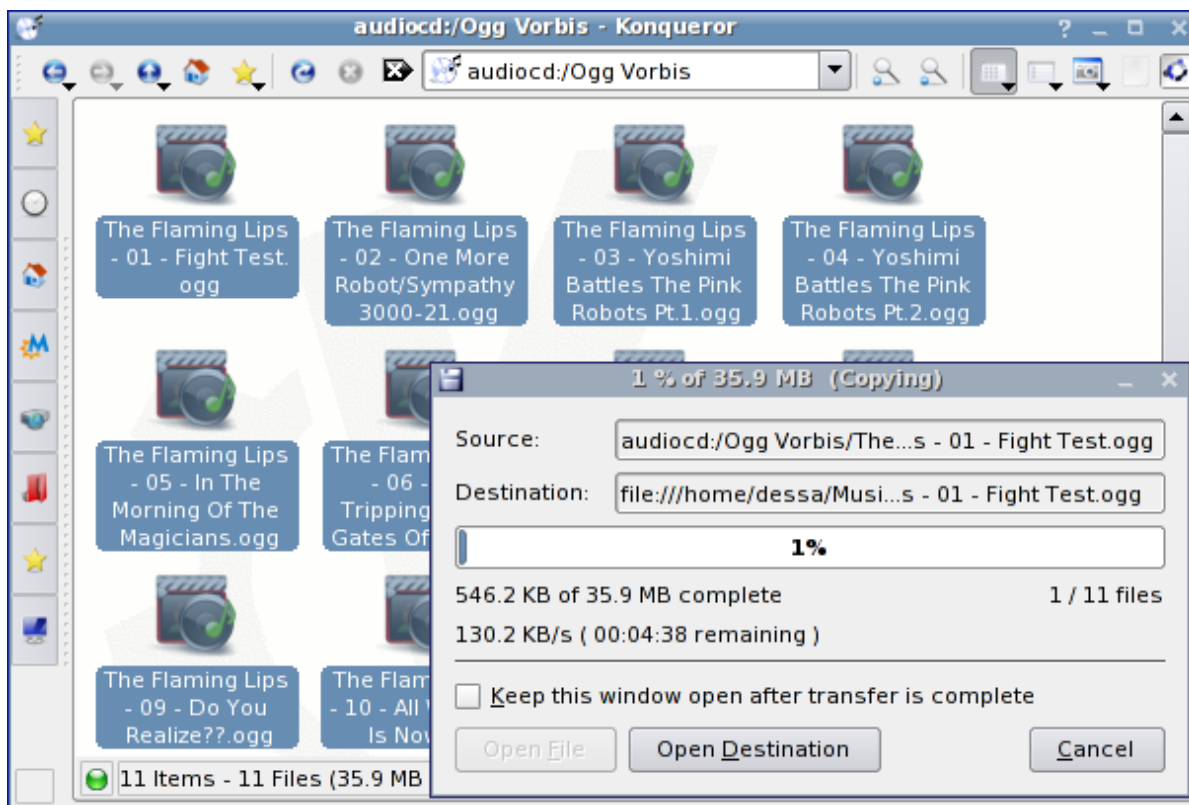 audiocd:/Ogg Vorbis - Konqueror
audiocd:/Ogg Vorbis
The Flaming Lips
- 01 - Fight Test.
ogg
The Flaming Lips
- 02 - One More
Robot/Sympathy
3000-21.ogg
The Flaming Lips
- 03 - Yoshimi
Battles The Pink
Robots Pt.1.ogg
The Flaming Lips
- 04 - Yoshimi
Battles The Pink
Robots Pt.2.ogg
The Flaming Lips
- 05 - In The
Morning Of The
Magicians.ogg
The Flam
- 06 -
Tripping
Gates Of
The Flaming Lips
- 09 - Do You
Realize??.ogg
The Flam
- 10 - All
Is Now
11 Items - 11 Files (35.9 MB
1 % of 35.9 MB (Copying)
Source: audiocd:/Ogg Vorbis/The...s - 01 - Fight Test.ogg
Destination: file:///home/dessa/Musi...s - 01 - Fight Test.ogg
1%
546.2 KB of 35.9 MB complete 1 / 11 files
130.2 KB/s ( 00:04:38 remaining )
Keep this window open after transfer is complete
Open File Open Destination Cancel